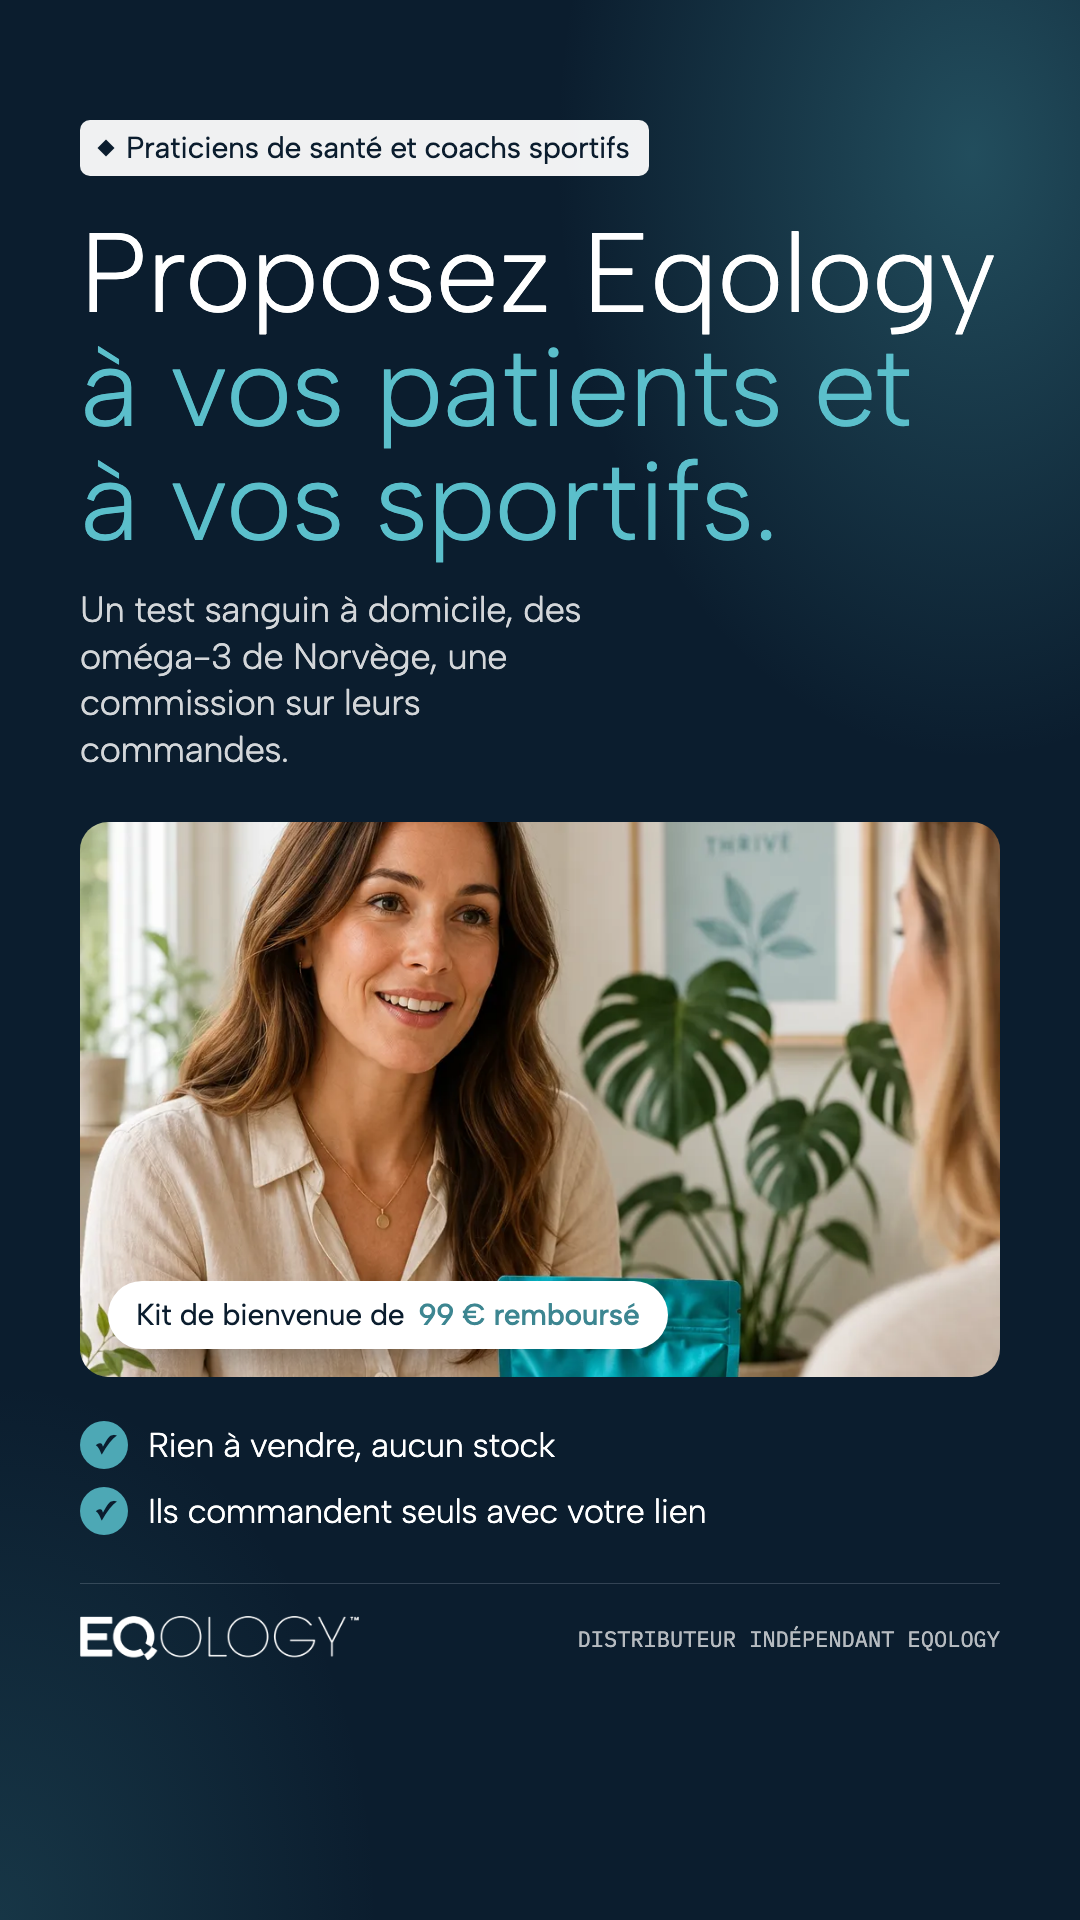 ◆ Praticiens de santé et coachs sportifs
Proposez Eqology
à vos patients et
à vos sportifs.
Un test sanguin à domicile, des
oméga-3 de Norvège, une
commission sur leurs
commandes.
THRIVE
Kit de bienvenue de 99 € remboursé
✔ Rien à vendre, aucun stock
✔ Ils commandent seuls avec votre lien
EQOLOGY™
DISTRIBUTEUR INDÉPENDANT EQOLOGY